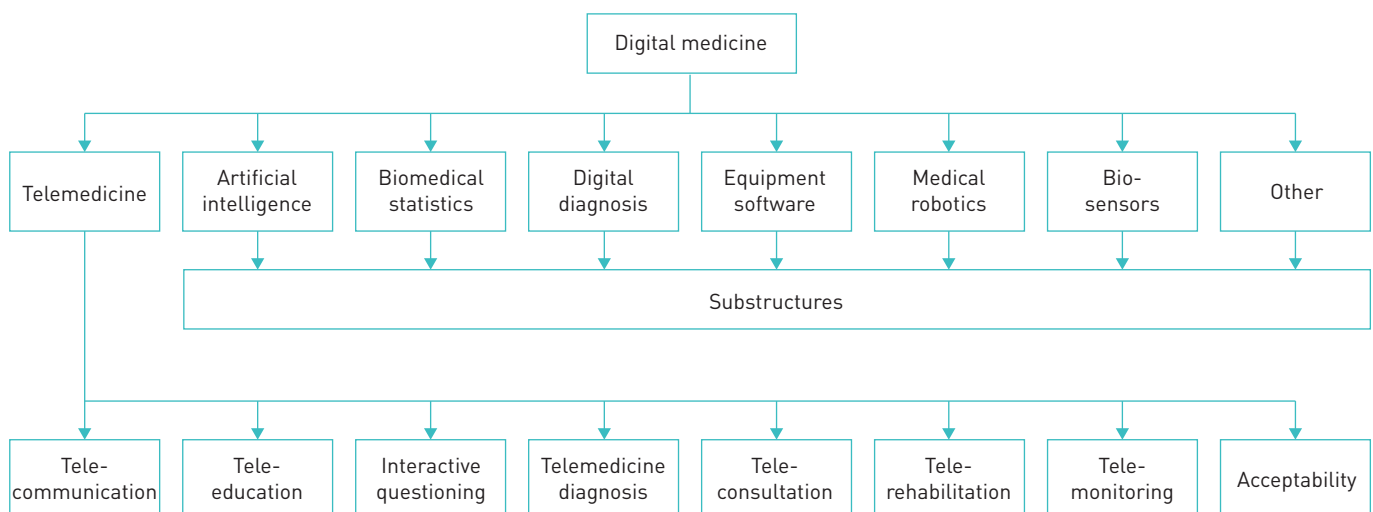 Digital medicine
Telemedicine
Artificial
intelligence
Biomedical
statistics
Digital
diagnosis
Equipment
software
Medical
robotics
Bio-
sensors
Other
Substructures
Tele-
communication
Tele-
education
Interactive
questioning
Telemedicine
diagnosis
Tele-
consultation
Tele-
rehabilitation
Tele-
monitoring
Acceptability